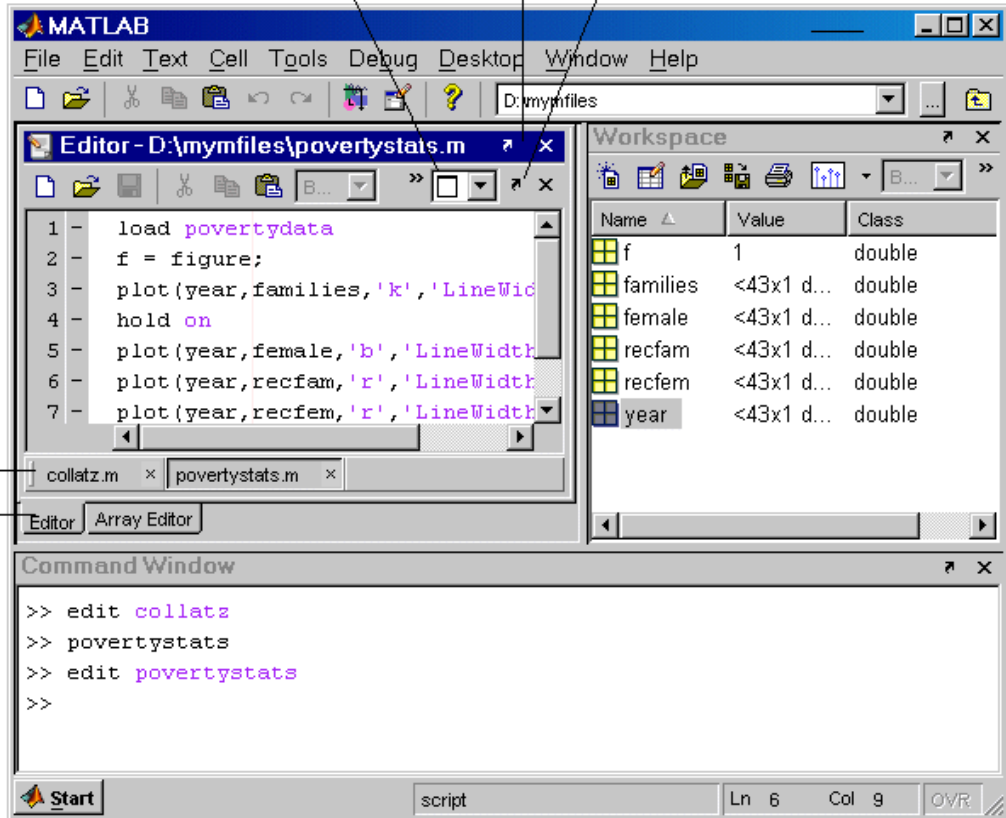 MATLAB
File Edit Text Cell Tools Debug Desktop Window Help
D:\mymfiles
...
Editor - D:\mymfiles\povertystats.m
B...
»
1 - load povertydata
2 - f = figure;
3 - plot(year,families,'k','LineWid
4 - hold on
5 - plot(year,female,'b','LineWidth
6 - plot(year,recfam,'r','LineWidth
7 - plot(year,recfem,'r','LineWidth
collatz.m × povertystats.m ×
Editor Array Editor
Workspace
B... »
Name Value Class
f 1 double
families <43x1 d... double
female <43x1 d... double
recfam <43x1 d... double
recfem <43x1 d... double
year <43x1 d... double
Command Window
>> edit collatz
>> povertystats
>> edit povertystats
>>
Start script Ln 6 Col 9 OVR